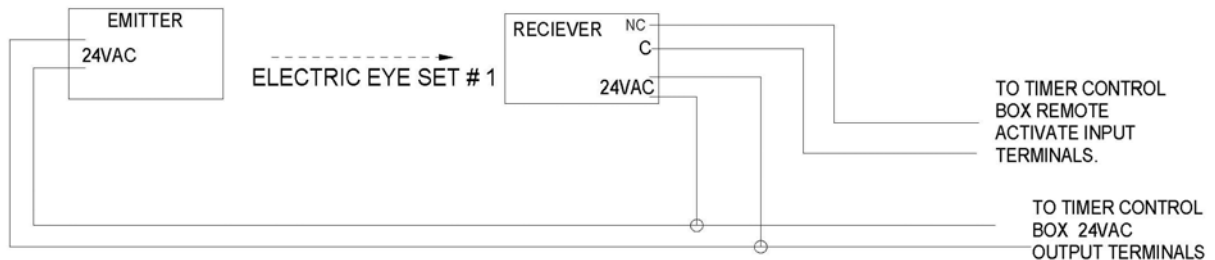 EMITTER
24VAC
ELECTRIC EYE SET # 1
RECIEVER
NC
C
24VAC
TO TIMER CONTROL
BOX REMOTE
ACTIVATE INPUT
TERMINALS.
TO TIMER CONTROL
BOX 24VAC
OUTPUT TERMINALS